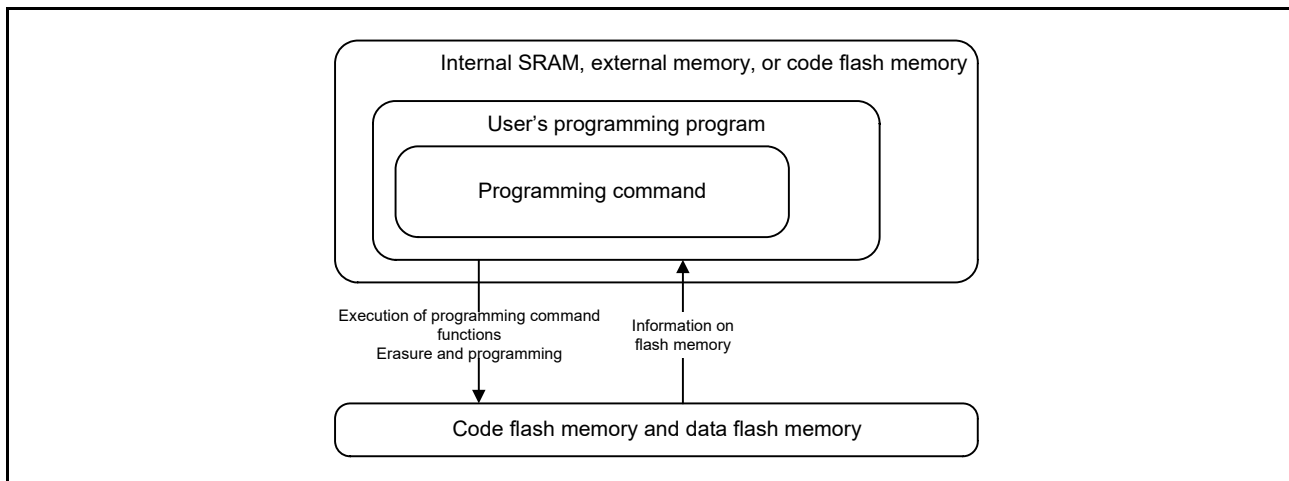 Internal SRAM, external memory, or code flash memory
User’s programming program
Programming command
Execution of programming command
functions
Erasure and programming
Information on
flash memory
Code flash memory and data flash memory